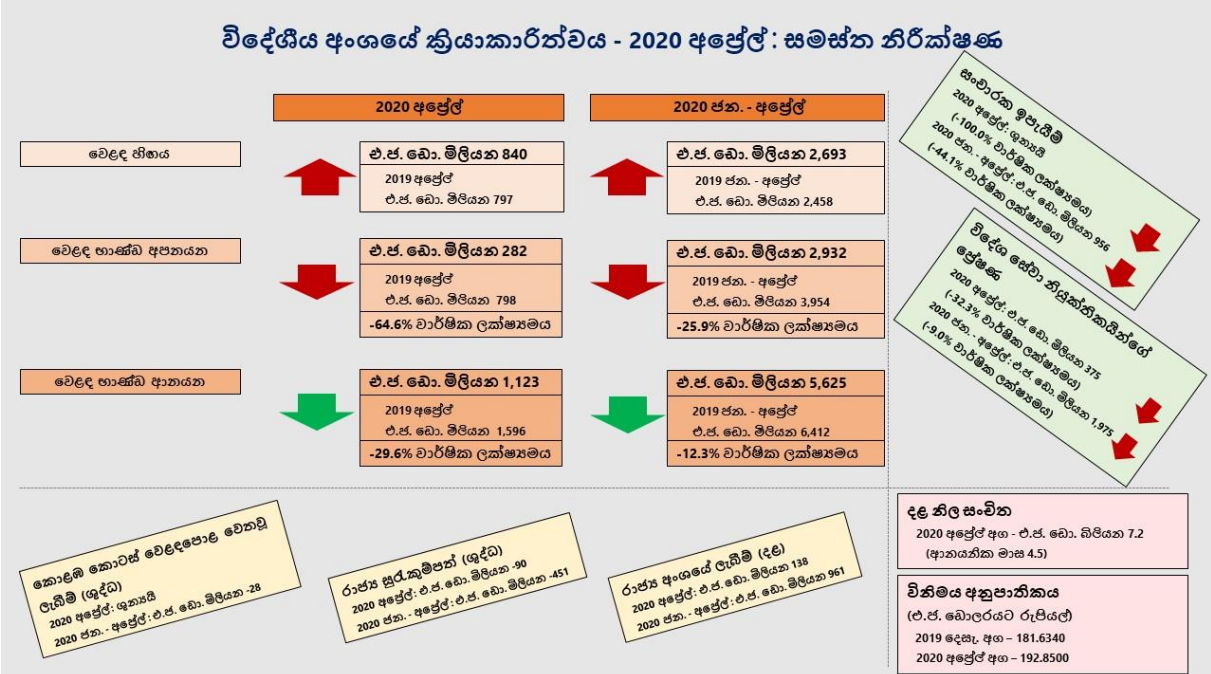 විදේශීය අංශයේ ක්‍රියාකාරිත්වය - 2020 අප්‍රේල් : සමස්ත නිරීක්ෂණ
2020 අප්‍රේල්
2020 ජන. - අප්‍රේල්
වෙළඳ හිඟය
එ.ජ. ඩො. මිලියන 840
2019 අප්‍රේල්
එ.ජ. ඩො. මිලියන 797
එ.ජ. ඩො. මිලියන 2,693
2019 ජන. - අප්‍රේල්
එ.ජ. ඩො. මිලියන 2,458
වෙළඳ භාණ්ඩ අපනයන
එ.ජ. ඩො. මිලියන 282
2019 අප්‍රේල්
එ.ජ. ඩො. මිලියන 798
-64.6% වාර්ෂික ලක්ෂ්‍යමය
එ.ජ. ඩො. මිලියන 2,932
2019 ජන. - අප්‍රේල්
එ.ජ. ඩො. මිලියන 3,954
-25.9% වාර්ෂික ලක්ෂ්‍යමය
වෙළඳ භාණ්ඩ ආනයන
එ.ජ. ඩො. මිලියන 1,123
2019 අප්‍රේල්
එ.ජ. ඩො. මිලියන 1,596
-29.6% වාර්ෂික ලක්ෂ්‍යමය
එ.ජ. ඩො. මිලියන 5,625
2019 ජන. - අප්‍රේල්
එ.ජ. ඩො. මිලියන 6,412
-12.3% වාර්ෂික ලක්ෂ්‍යමය
සංචාරක ඉපැයීම්
2020 අප්‍රේල්: ශුන්‍යයි
(-100.0% වාර්ෂික ලක්ෂ්‍යමය)
2020 ජන. - අප්‍රේල්: එ.ජ. ඩො. මිලියන 956
(-44.1% වාර්ෂික ලක්ෂ්‍යමය)
විදේශ සේවා නියුක්තිකයින්ගේ
ප්‍රේෂණ
2020 අප්‍රේල්: එ.ජ. ඩො. මිලියන 375
(-32.3% වාර්ෂික ලක්ෂ්‍යමය)
2020 ජන. - අප්‍රේල්: එ.ජ. ඩො. මිලියන 1,975
(-9.0% වාර්ෂික ලක්ෂ්‍යමය)
කොළඹ කොටස් වෙළඳපොළ වෙතවූ
ලැබීම් (ශුද්ධ)
2020 අප්‍රේල්: ශුන්‍යයි
2020 ජන. - අප්‍රේල්: එ.ජ. ඩො. මිලියන -28
රාජ්‍ය සුරැකුම්පත් (ශුද්ධ)
2020 අප්‍රේල්: එ.ජ. ඩො. මිලියන -90
2020 ජන. - අප්‍රේල්: එ.ජ. ඩො. මිලියන -451
රාජ්‍ය අංශයේ ලැබීම් (දළ)
2020 අප්‍රේල්: එ.ජ. ඩො. මිලියන 138
2020 ජන. - අප්‍රේල්: එ.ජ. ඩො. මිලියන 961
දළ නිල සංචිත
2020 අප්‍රේල් අග - එ.ජ. ඩො. බිලියන 7.2
(ආනයනික මාස 4.5)
විනිමය අනුපාතිකය
(එ.ජ. ඩොලරයට රුපියල්)
2019 දෙසැ. අග – 181.6340
2020 අප්‍රේල් අග – 192.8500